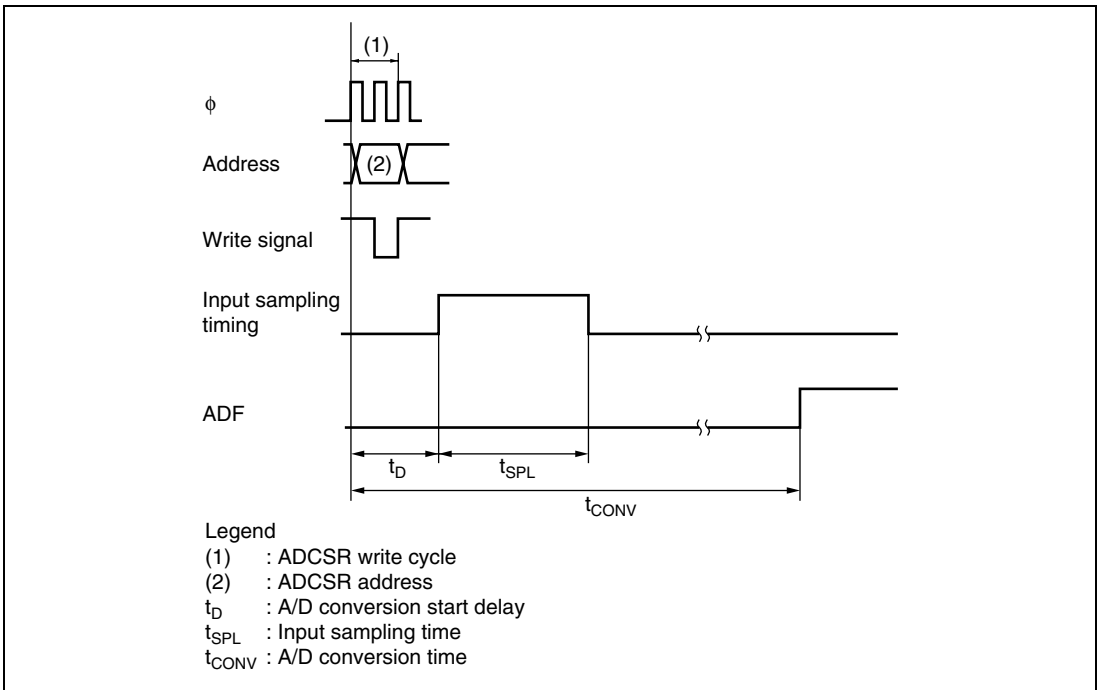 (1)
ϕ
Address
(2)
Write signal
Input sampling
timing
ADF
tD
tSPL
tCONV
Legend
(1) : ADCSR write cycle
(2) : ADCSR address
tD : A/D conversion start delay
tSPL : Input sampling time
tCONV : A/D conversion time